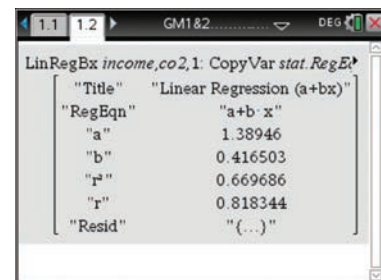 1.1 1.2 GM1&2............. DEG
LinRegBx income,co2,1: CopyVar stat.RegE
"Title" "Linear Regression (a+bx)"
"RegEqn" "a+b· x"
"a" 1.38946
"b" 0.416503
"r²" 0.669686
"r" 0.818344
"Resid" "{...}"